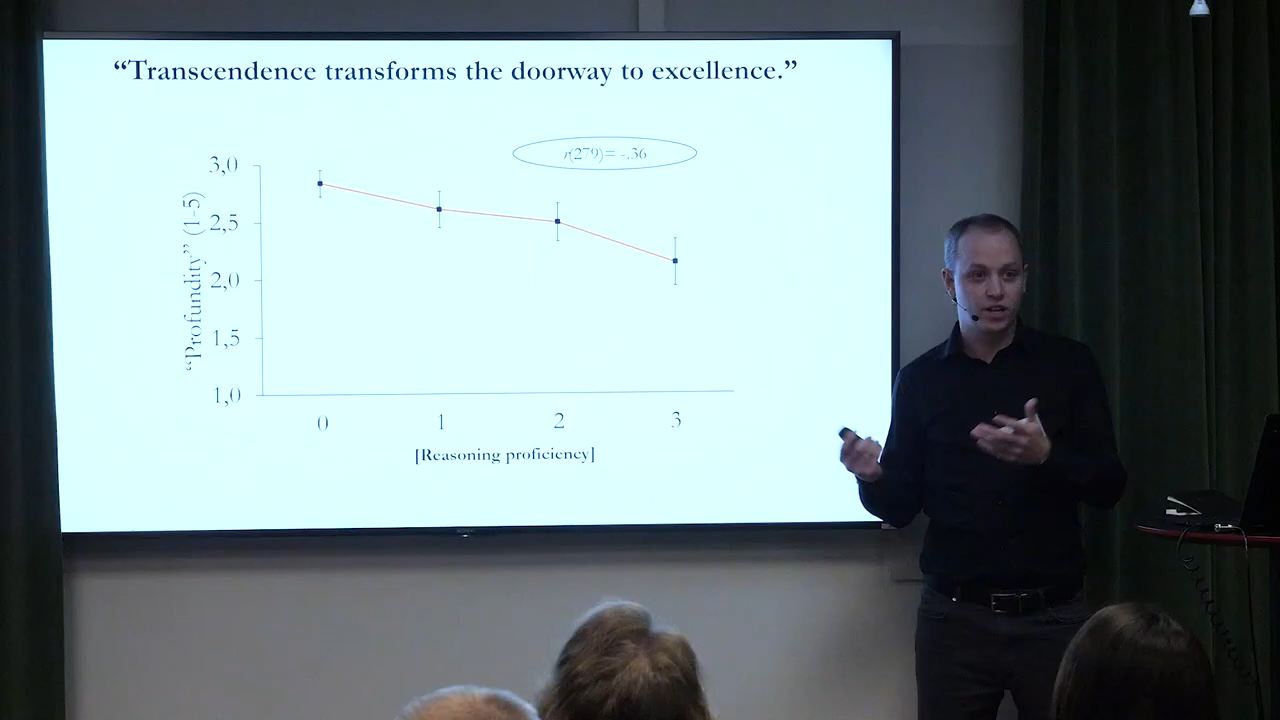 “Transcendence transforms the doorway to excellence.”
r(279)= -.36
“Profundity” (1-5)
3,0
2,5
2,0
1,5
1,0
0 1 2 3
[Reasoning proficiency]